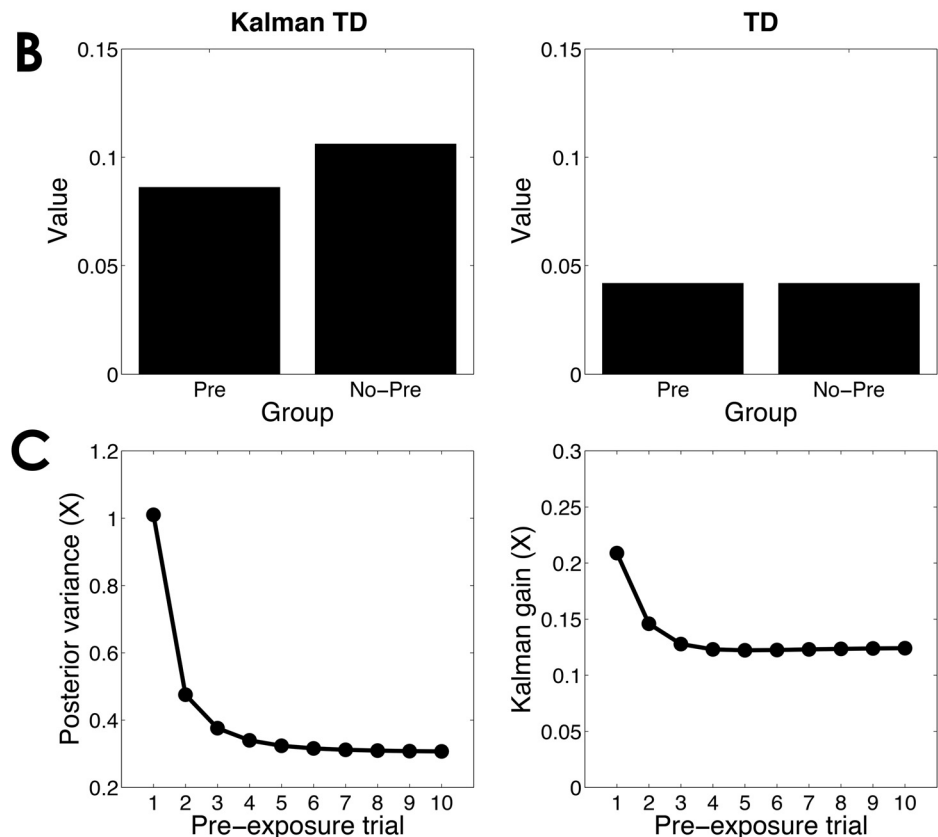 B
Kalman TD
Value
0.15
0.1
0.05
0
Pre No-Pre
Group
TD
Value
0.15
0.1
0.05
0
Pre No-Pre
Group
C
Posterior variance (X)
1.2
1
0.8
0.6
0.4
0.2
1 2 3 4 5 6 7 8 9 10
Pre-exposure trial
Kalman gain (X)
0.3
0.25
0.2
0.15
0.1
0.05
0
1 2 3 4 5 6 7 8 9 10
Pre-exposure trial